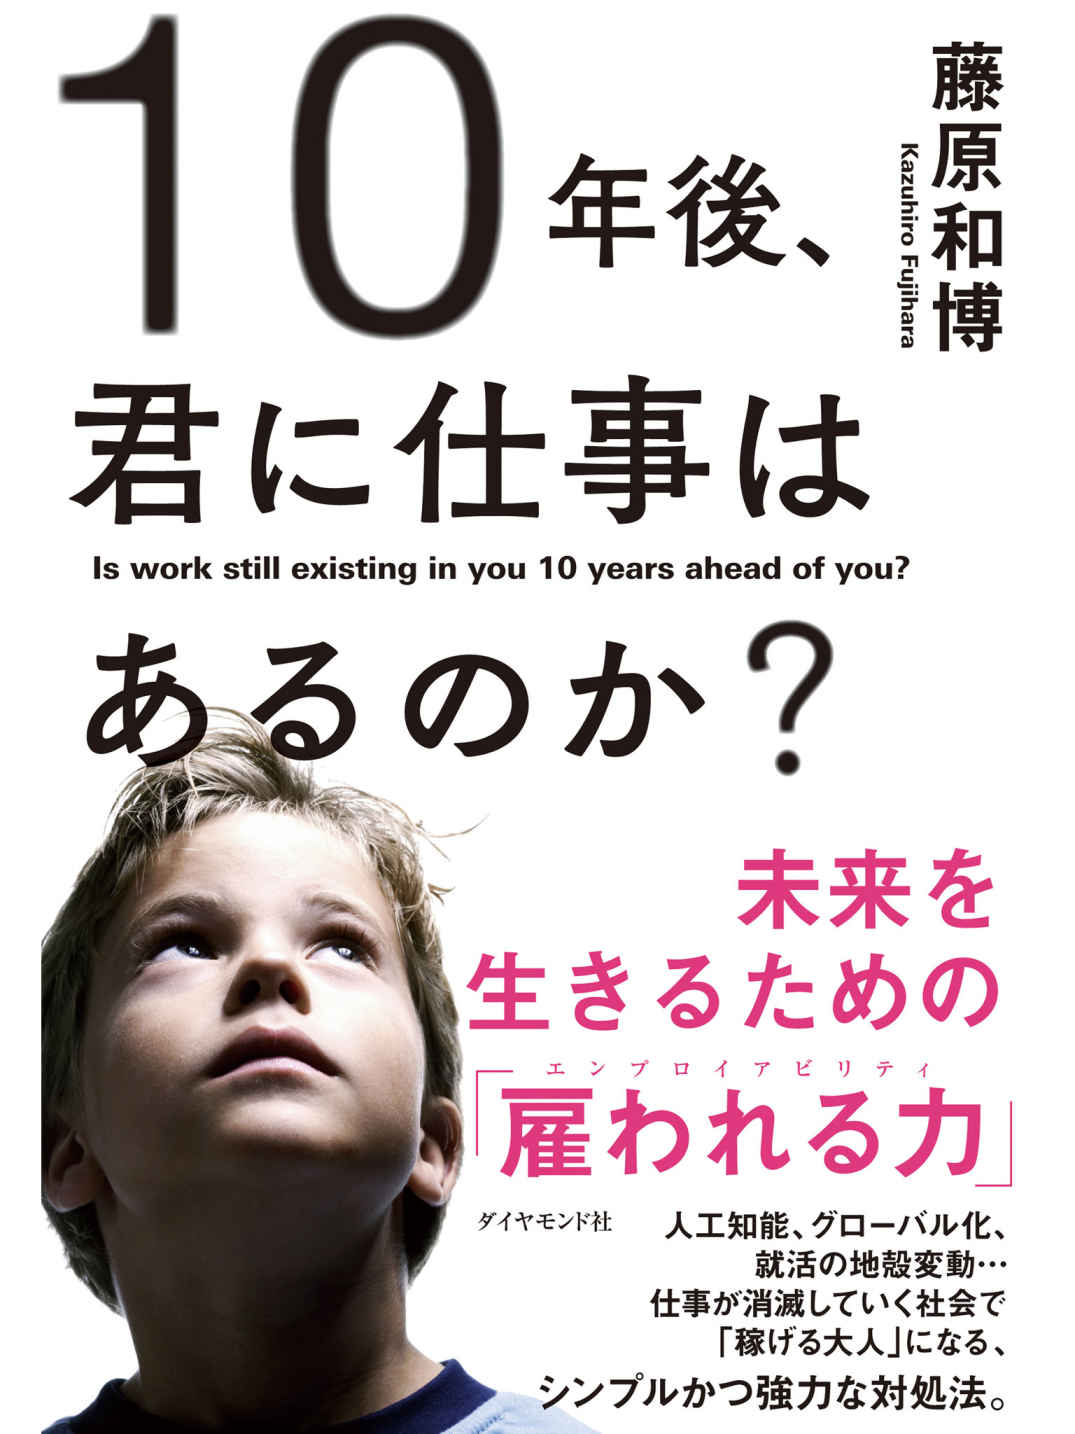 10年後、
君に仕事は
Is work still existing in you 10 years ahead of you?
あるのか?
藤原和博
Kazuhiro Fujihara
未来を
生きるための
エンプロイアビリティ
「雇われる力」
ダイヤモンド社
人工知能、グローバル化、
就活の地殻変動…
仕事が消滅していく社会で
「稼げる大人」になる、
シンプルかつ強力な対処法。